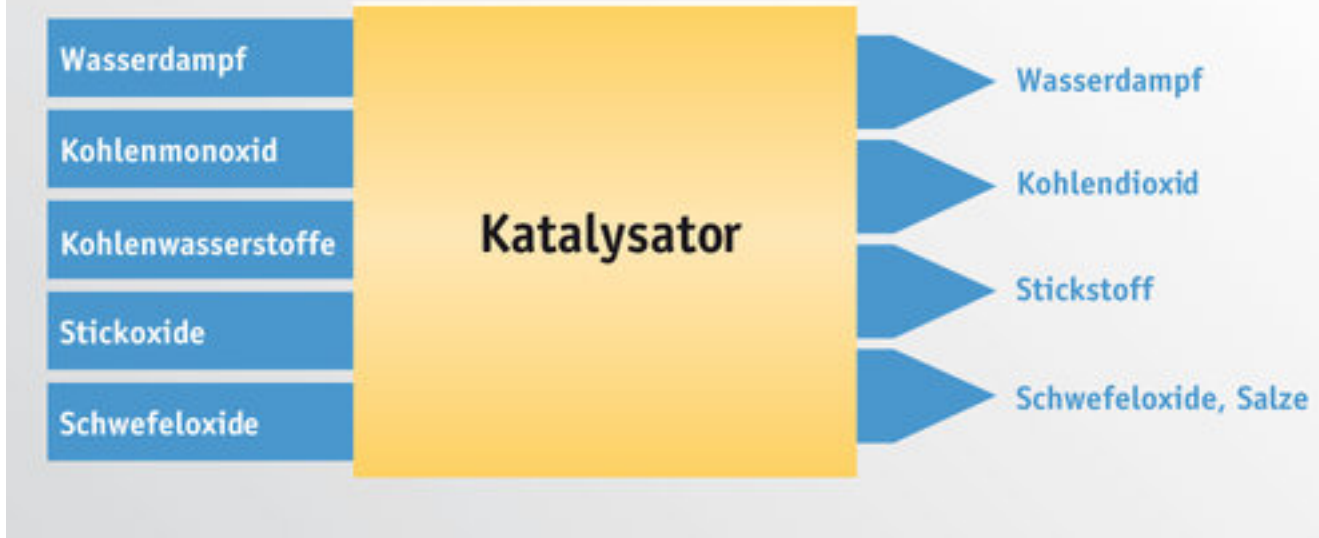 Wasserdampf
Kohlenmonoxid
Kohlenwasserstoffe
Stickoxide
Schwefeloxide
Katalysator
Wasserdampf
Kohlendioxid
Stickstoff
Schwefeloxide, Salze